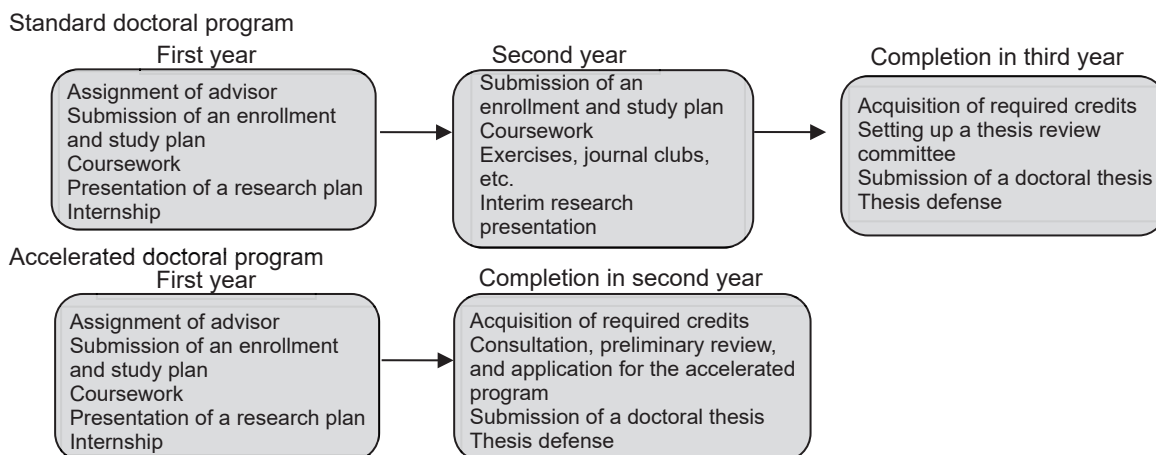 Standard doctoral program
First year
Assignment of advisor
Submission of an enrollment
and study plan
Coursework
Presentation of a research plan
Internship
Second year
Submission of an
enrollment and study plan
Coursework
Exercises, journal clubs,
etc.
Interim research
presentation
Completion in third year
Acquisition of required credits
Setting up a thesis review
committee
Submission of a doctoral thesis
Thesis defense
Accelerated doctoral program
First year
Assignment of advisor
Submission of an enrollment
and study plan
Coursework
Presentation of a research plan
Internship
Completion in second year
Acquisition of required credits
Consultation, preliminary review,
and application for the accelerated
program
Submission of a doctoral thesis
Thesis defense